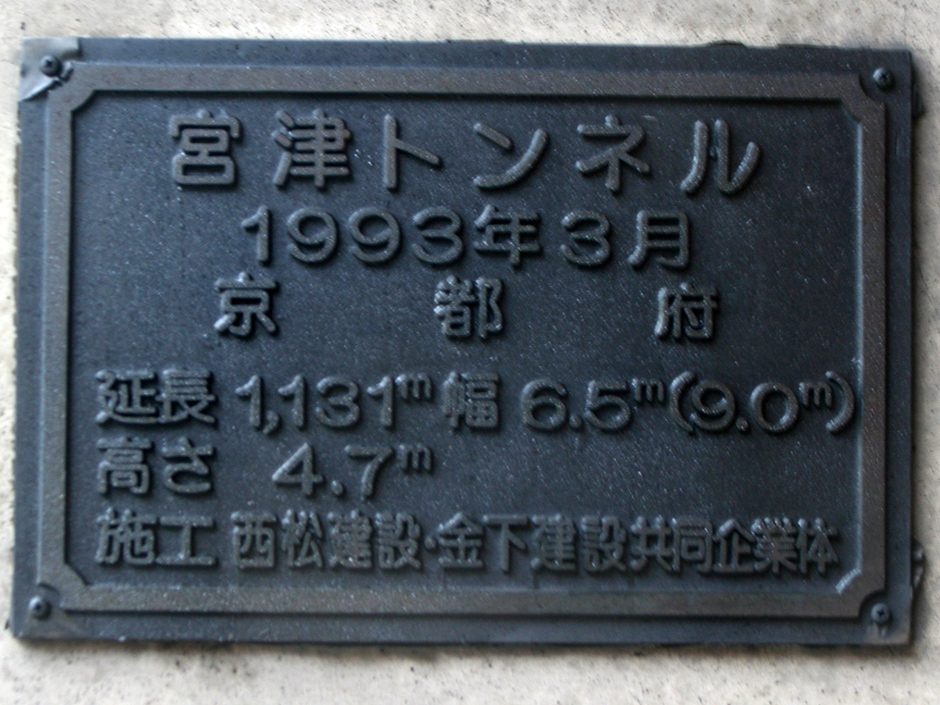 宮津トンネル
1993年3月
京都府
延長 1,131m 幅 6.5m(9.0m)
高さ 4.7m
施工 西松建設・金下建設共同企業体